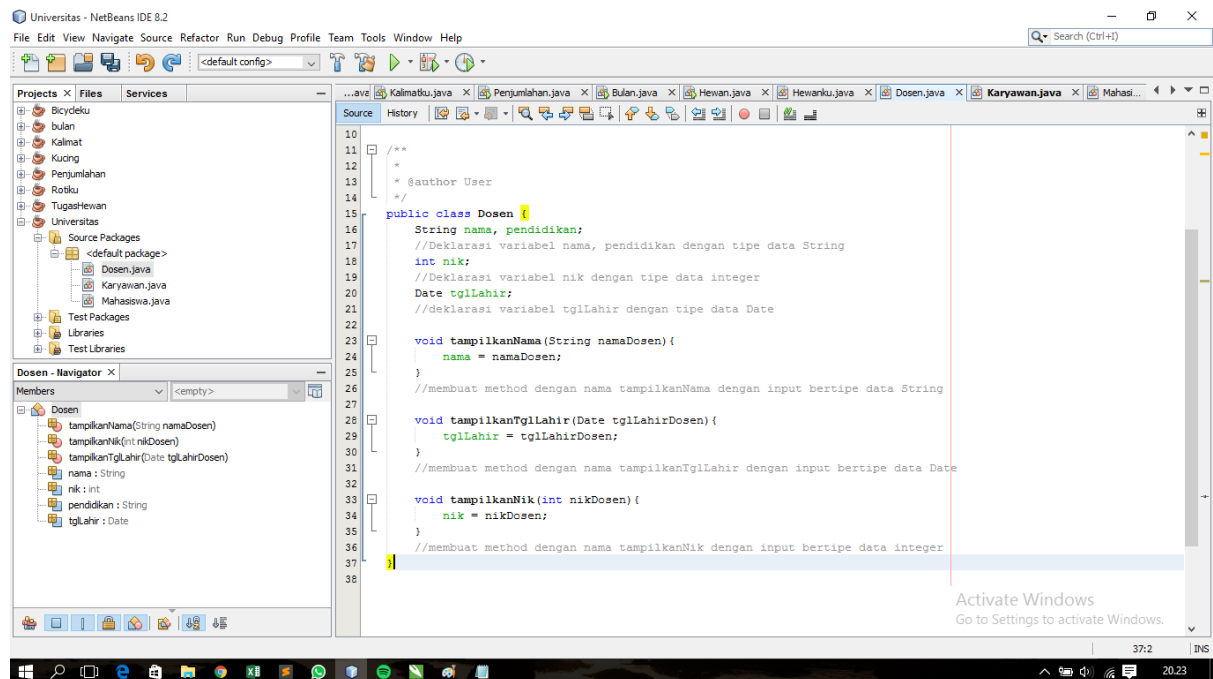 Universitas - NetBeans IDE 8.2
File Edit View Navigate Source Refactor Run Debug Profile Team Tools Window Help
Search (Ctrl+I)
<default config>
Projects Files Services
...ava Kalimatku.java Penjumlahan.java Bulan.java Hewan.java Hewanku.java Dosen.java Karyawan.java Mahasi...
Bicycleku
bulan
Kalimat
Kucing
Penjumlahan
Rotiku
TugasHewan
Universitas
Source Packages
<default package>
Dosen.java
Karyawan.java
Mahasiswa.java
Test Packages
Libraries
Test Libraries
Dosen - Navigator
Members <empty>
Dosen
tampilkanNama(String namaDosen)
tampilkanNik(int nikDosen)
tampilkanTglLahir(Date tglLahirDosen)
nama : String
nik : int
pendidikan : String
tglLahir : Date
Source History
10
11 /**
12 *
13 * @author User
14 */
15 public class Dosen {
16 String nama, pendidikan;
17 //Deklarasi variabel nama, pendidikan dengan tipe data String
18 int nik;
19 //Deklarasi variabel nik dengan tipe data integer
20 Date tglLahir;
21 //deklarasi variabel tglLahir dengan tipe data Date
22
23 void tampilkanNama(String namaDosen){
24 nama = namaDosen;
25 }
26 //membuat method dengan nama tampilkanNama dengan input bertipe data String
27
28 void tampilkanTglLahir(Date tglLahirDosen){
29 tglLahir = tglLahirDosen;
30 }
31 //membuat method dengan nama tampilkanTglLahir dengan input bertipe data Date
32
33 void tampilkanNik(int nikDosen){
34 nik = nikDosen;
35 }
36 //membuat method dengan nama tampilkanNik dengan input bertipe data integer
37 }
38
Activate Windows
Go to Settings to activate Windows.
37:2 INS
20.23